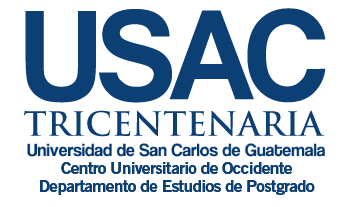 USAC
TRICENTENARIA
Universidad de San Carlos de Guatemala
Centro Universitario de Occidente
Departamento de Estudios de Postgrado